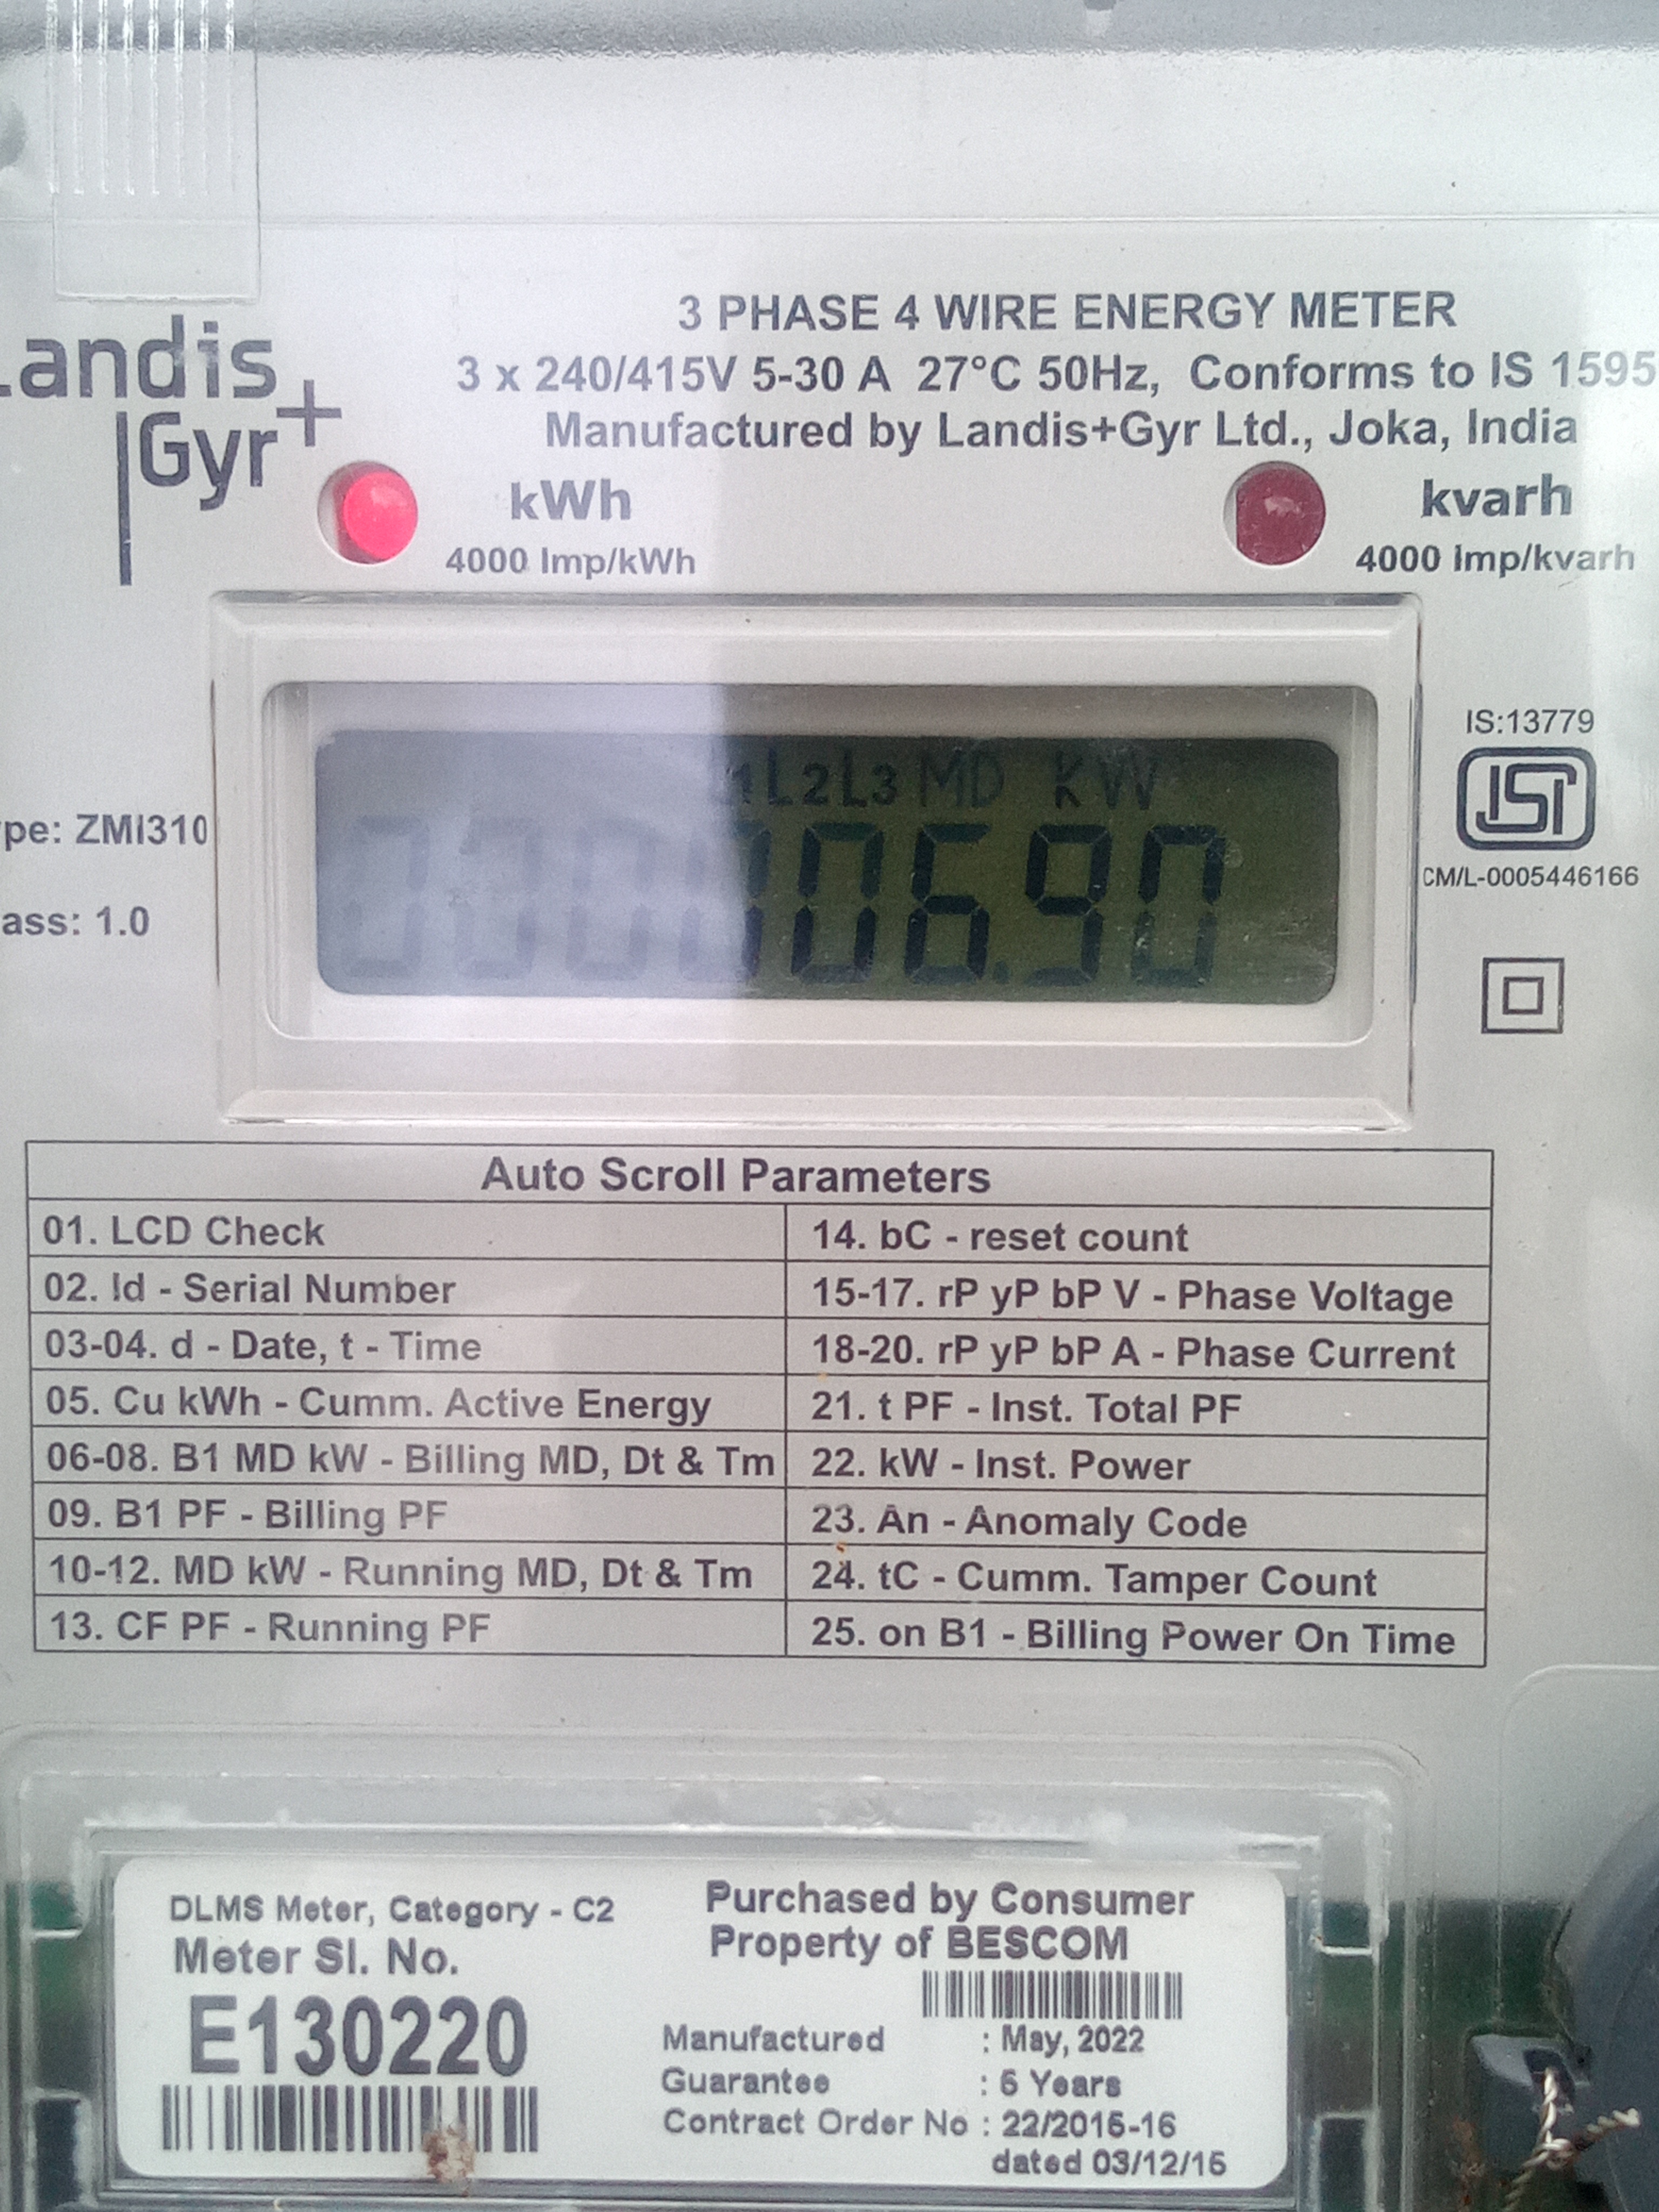 Landis
Gyr+
3 PHASE 4 WIRE ENERGY METER
3 x 240/415V 5-30 A 27°C 50Hz, Conforms to IS 1595
Manufactured by Landis+Gyr Ltd., Joka, India
kWh
4000 Imp/kWh
kvarh
4000 Imp/kvarh
L2L3 MD KW
06.90
IS:13779
ISI
CM/L-0005446166
pe: ZMI310
ass: 1.0
Auto Scroll Parameters
01. LCD Check
02. Id - Serial Number
03-04. d - Date, t - Time
05. Cu kWh - Cumm. Active Energy
06-08. B1 MD kW - Billing MD, Dt & Tm
09. B1 PF - Billing PF
10-12. MD kW - Running MD, Dt & Tm
13. CF PF - Running PF
14. bC - reset count
15-17. rP yP bP V - Phase Voltage
18-20. rP yP bP A - Phase Current
21. t PF - Inst. Total PF
22. kW - Inst. Power
23. An - Anomaly Code
24. tC - Cumm. Tamper Count
25. on B1 - Billing Power On Time
DLMS Meter, Category - C2
Meter Sl. No.
E130220
Purchased by Consumer
Property of BESCOM
Manufactured : May, 2022
Guarantee : 5 Years
Contract Order No : 22/2015-16
dated 03/12/15